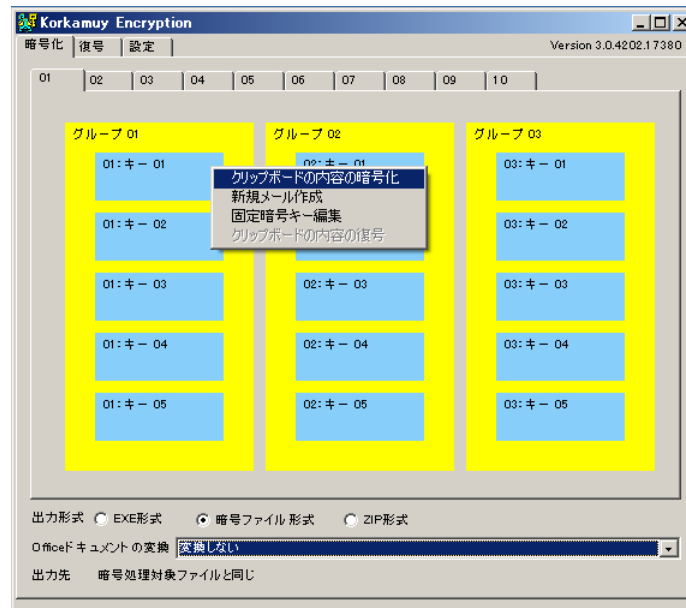 Korkamuy Encryption
暗号化 復号 設定 Version 3.0.4202.17380
01 02 03 04 05 06 07 08 09 10
グループ 01 グループ 02 グループ 03
01:キー 01 02:キー 01 03:キー 01
クリップボードの内容の暗号化
新規メール作成
固定暗号キー編集
クリップボードの内容の復号
01:キー 02 03:キー 02
01:キー 03 02:キー 03 03:キー 03
01:キー 04 02:キー 04 03:キー 04
01:キー 05 02:キー 05 03:キー 05
出力形式 EXE形式 暗号ファイル形式 ZIP形式
Officeドキュメントの変換 変換しない
出力先 暗号処理対象ファイルと同じ